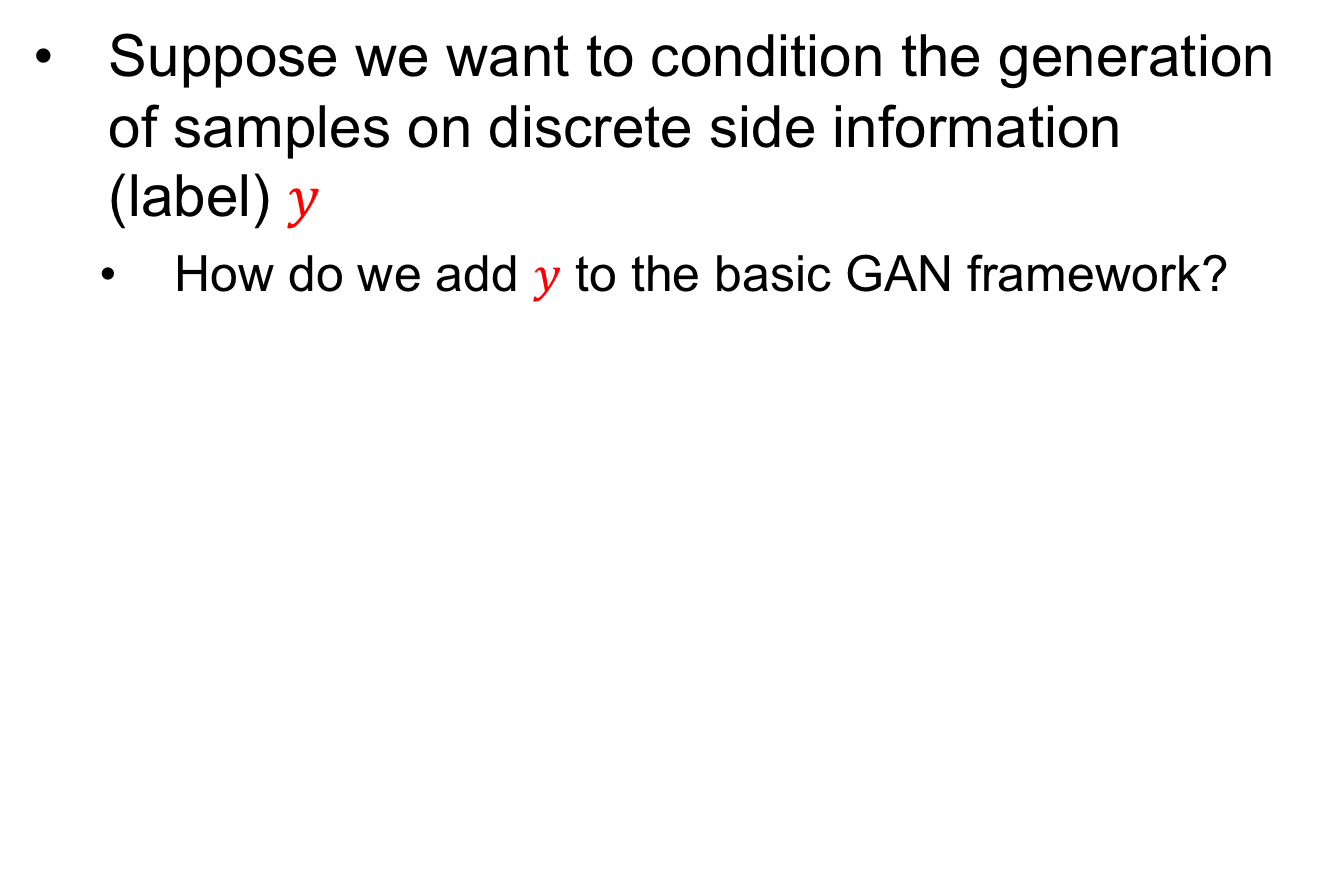 • Suppose we want to condition the generation
of samples on discrete side information
(label) y
• How do we add y to the basic GAN framework?